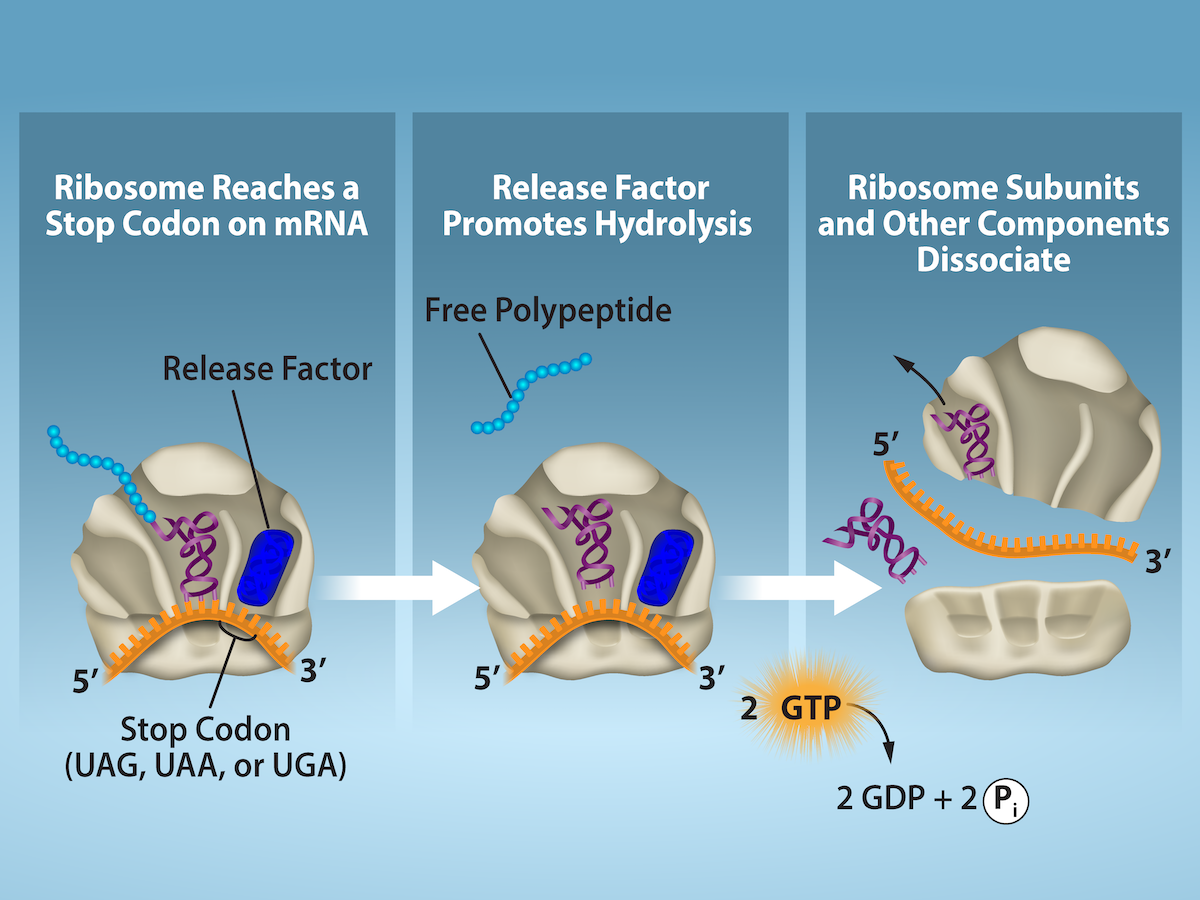 Ribosome Reaches a
Stop Codon on mRNA
Release Factor
5′
3′
Stop Codon
(UAG, UAA, or UGA)
Release Factor
Promotes Hydrolysis
Free Polypeptide
5′
3′
2 GTP
2 GDP + 2 Pi
Ribosome Subunits
and Other Components
Dissociate
5′
3′